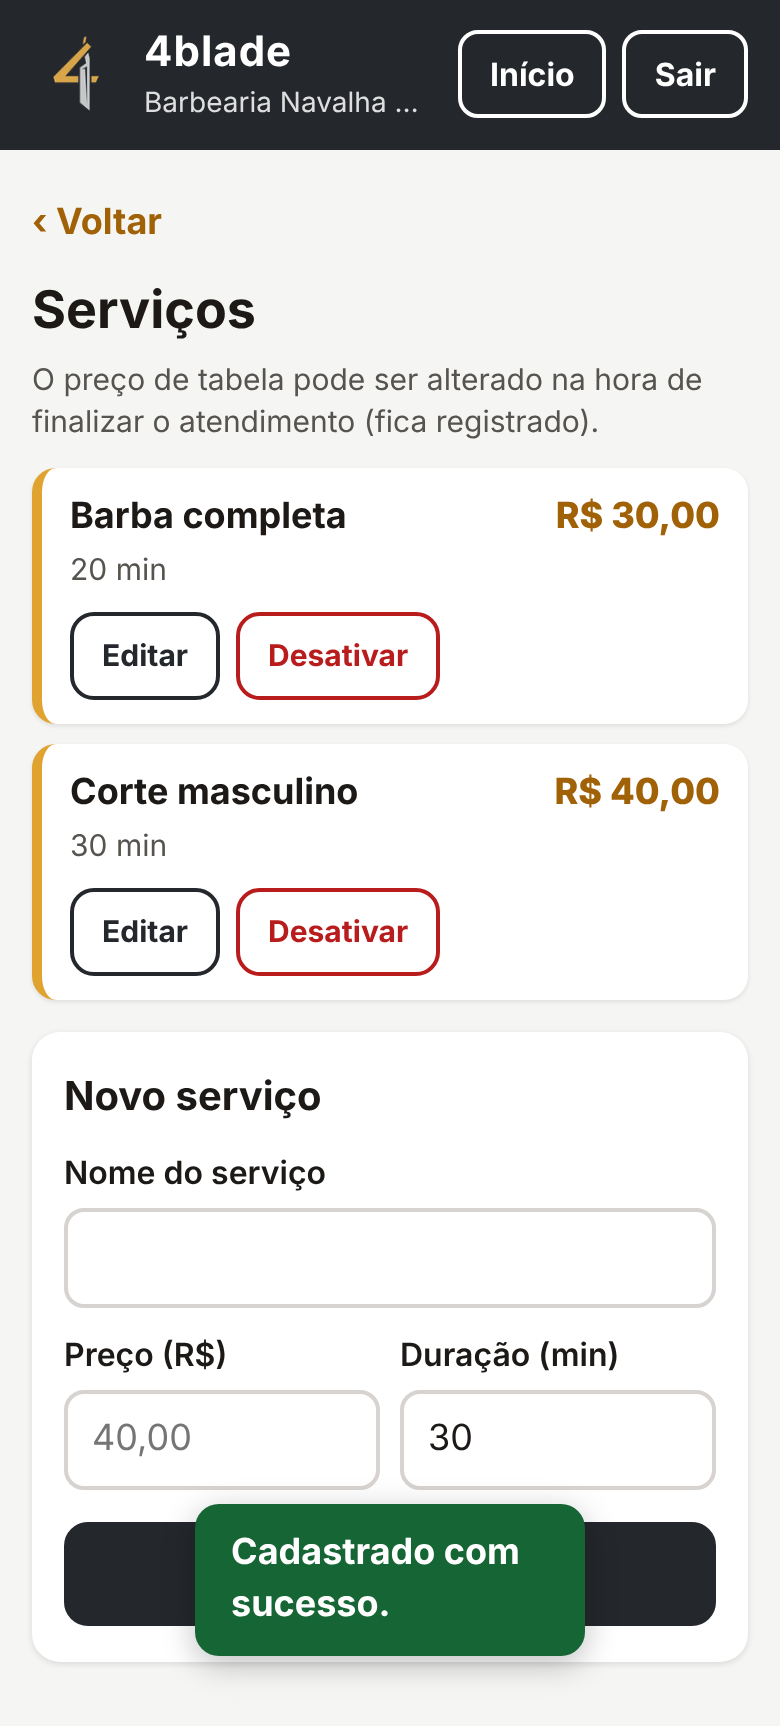 4blade
Barbearia Navalha ...
Início
Sair
‹ Voltar
Serviços
O preço de tabela pode ser alterado na hora de
finalizar o atendimento (fica registrado).
Barba completa
R$ 30,00
20 min
Editar
Desativar
Corte masculino
R$ 40,00
30 min
Editar
Desativar
Novo serviço
Nome do serviço
Preço (R$)
Duração (min)
40,00
30
Cadastrado com
sucesso.